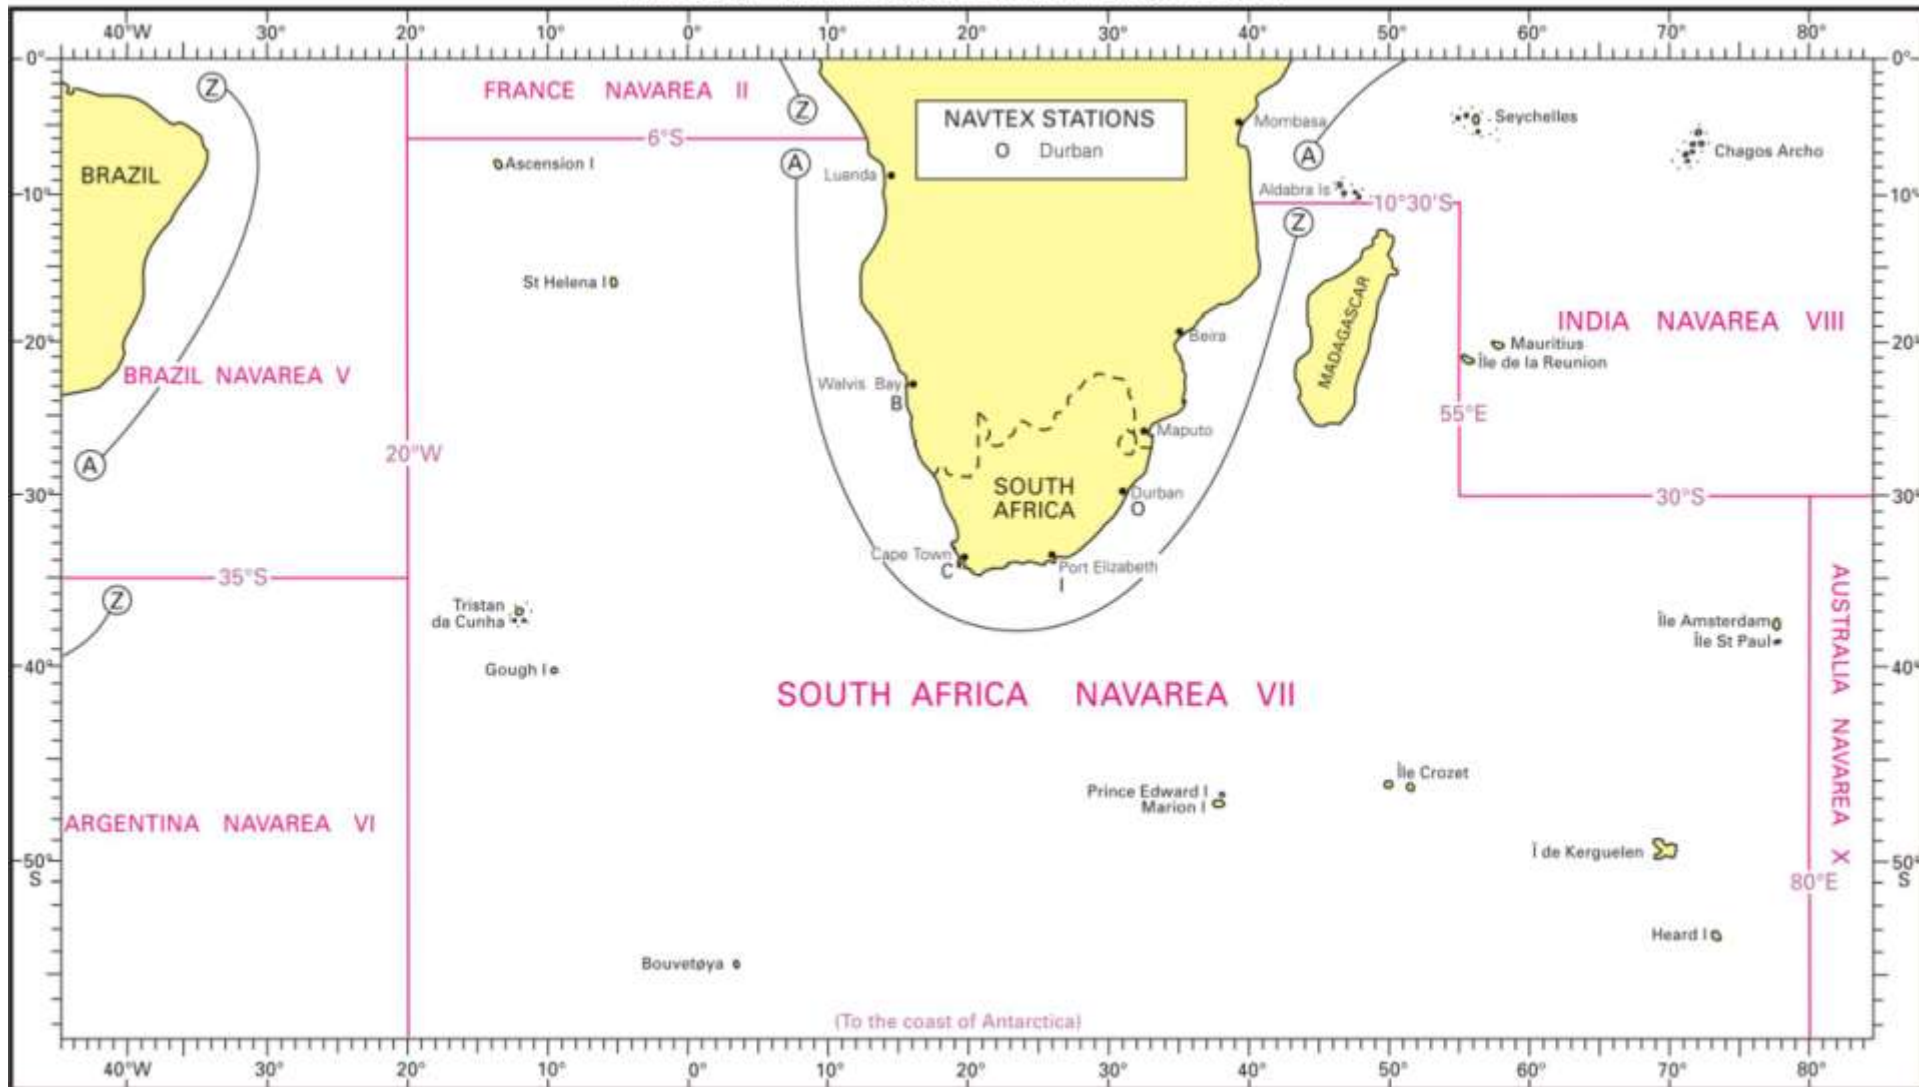 40°W 30° 20° 10° 0° 10° 20° 30° 40° 50° 60° 70° 80°
0° 0°
Z
FRANCE NAVAREA II
Z
NAVTEX STATIONS
O Durban
Mombasa
Seychelles
6°S
BRAZIL
Ascension I
A
Luenda
A
Chagos Archo
10° 10°
Aldabra Is
10°30'S
Z
St Helena I
MADAGASCAR
INDIA NAVAREA VIII
20° 20°
Beira
Mauritius
Île de la Reunion
BRAZIL NAVAREA V
Walvis Bay
B
55°E
Maputo
20°W
A
30° 30°
SOUTH
AFRICA
Durban
O
30°S
Cape Town
C
Port Elizabeth
I
35°S
Z
Tristan
da Cunha
Île Amsterdam
Île St Paul
AUSTRALIA NAVAREA X
40° 40°
Gough I
SOUTH AFRICA NAVAREA VII
Île Crozet
Prince Edward I
Marion I
ARGENTINA NAVAREA VI
Î de Kerguelen
50° 50°
S S
80°E
Heard I
Bouvetøya
(To the coast of Antarctica)
40°W 30° 20° 10° 0° 10° 20° 30° 40° 50° 60° 70° 80°